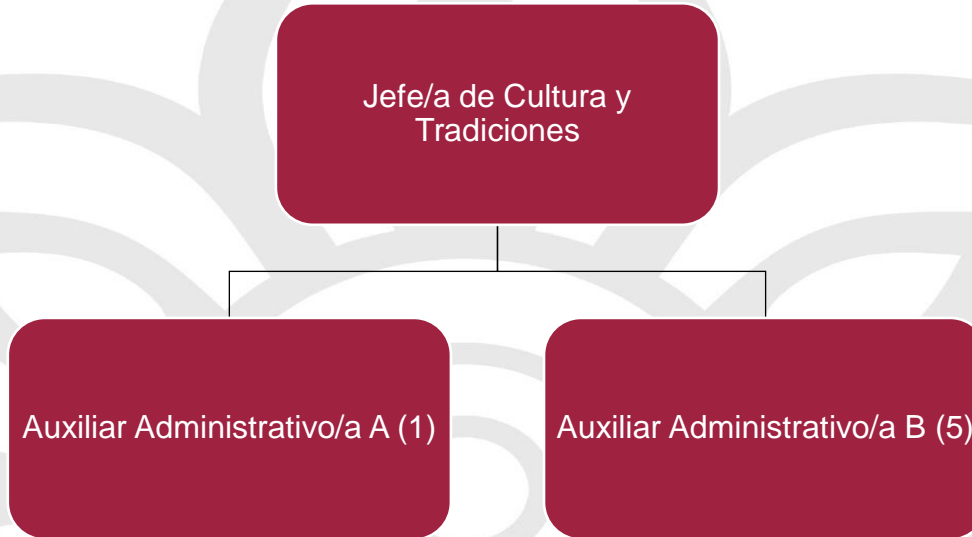 Jefe/a de Cultura y
Tradiciones
Auxiliar Administrativo/a A (1)
Auxiliar Administrativo/a B (5)